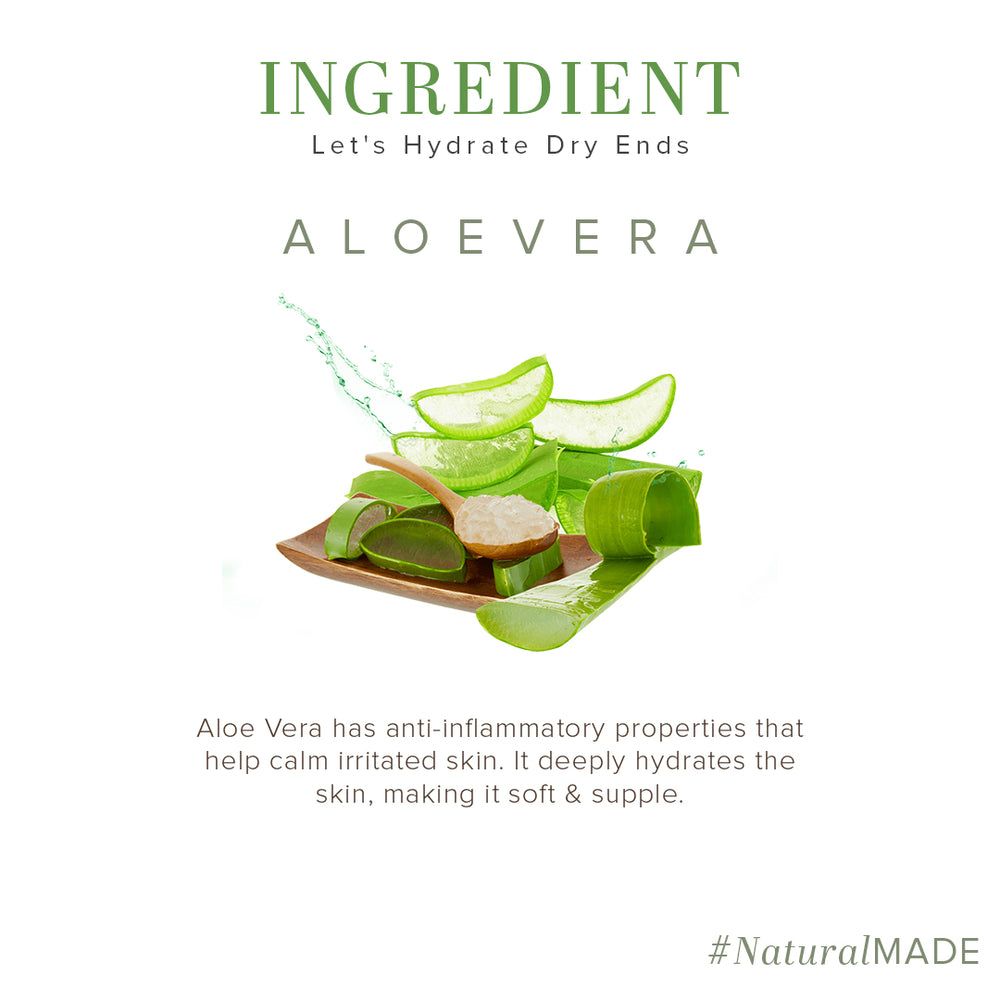 INGREDIENT
Let's Hydrate Dry Ends
ALOEVERA
Aloe Vera has anti-inflammatory properties that
help calm irritated skin. It deeply hydrates the
skin, making it soft & supple.
#NaturalMADE